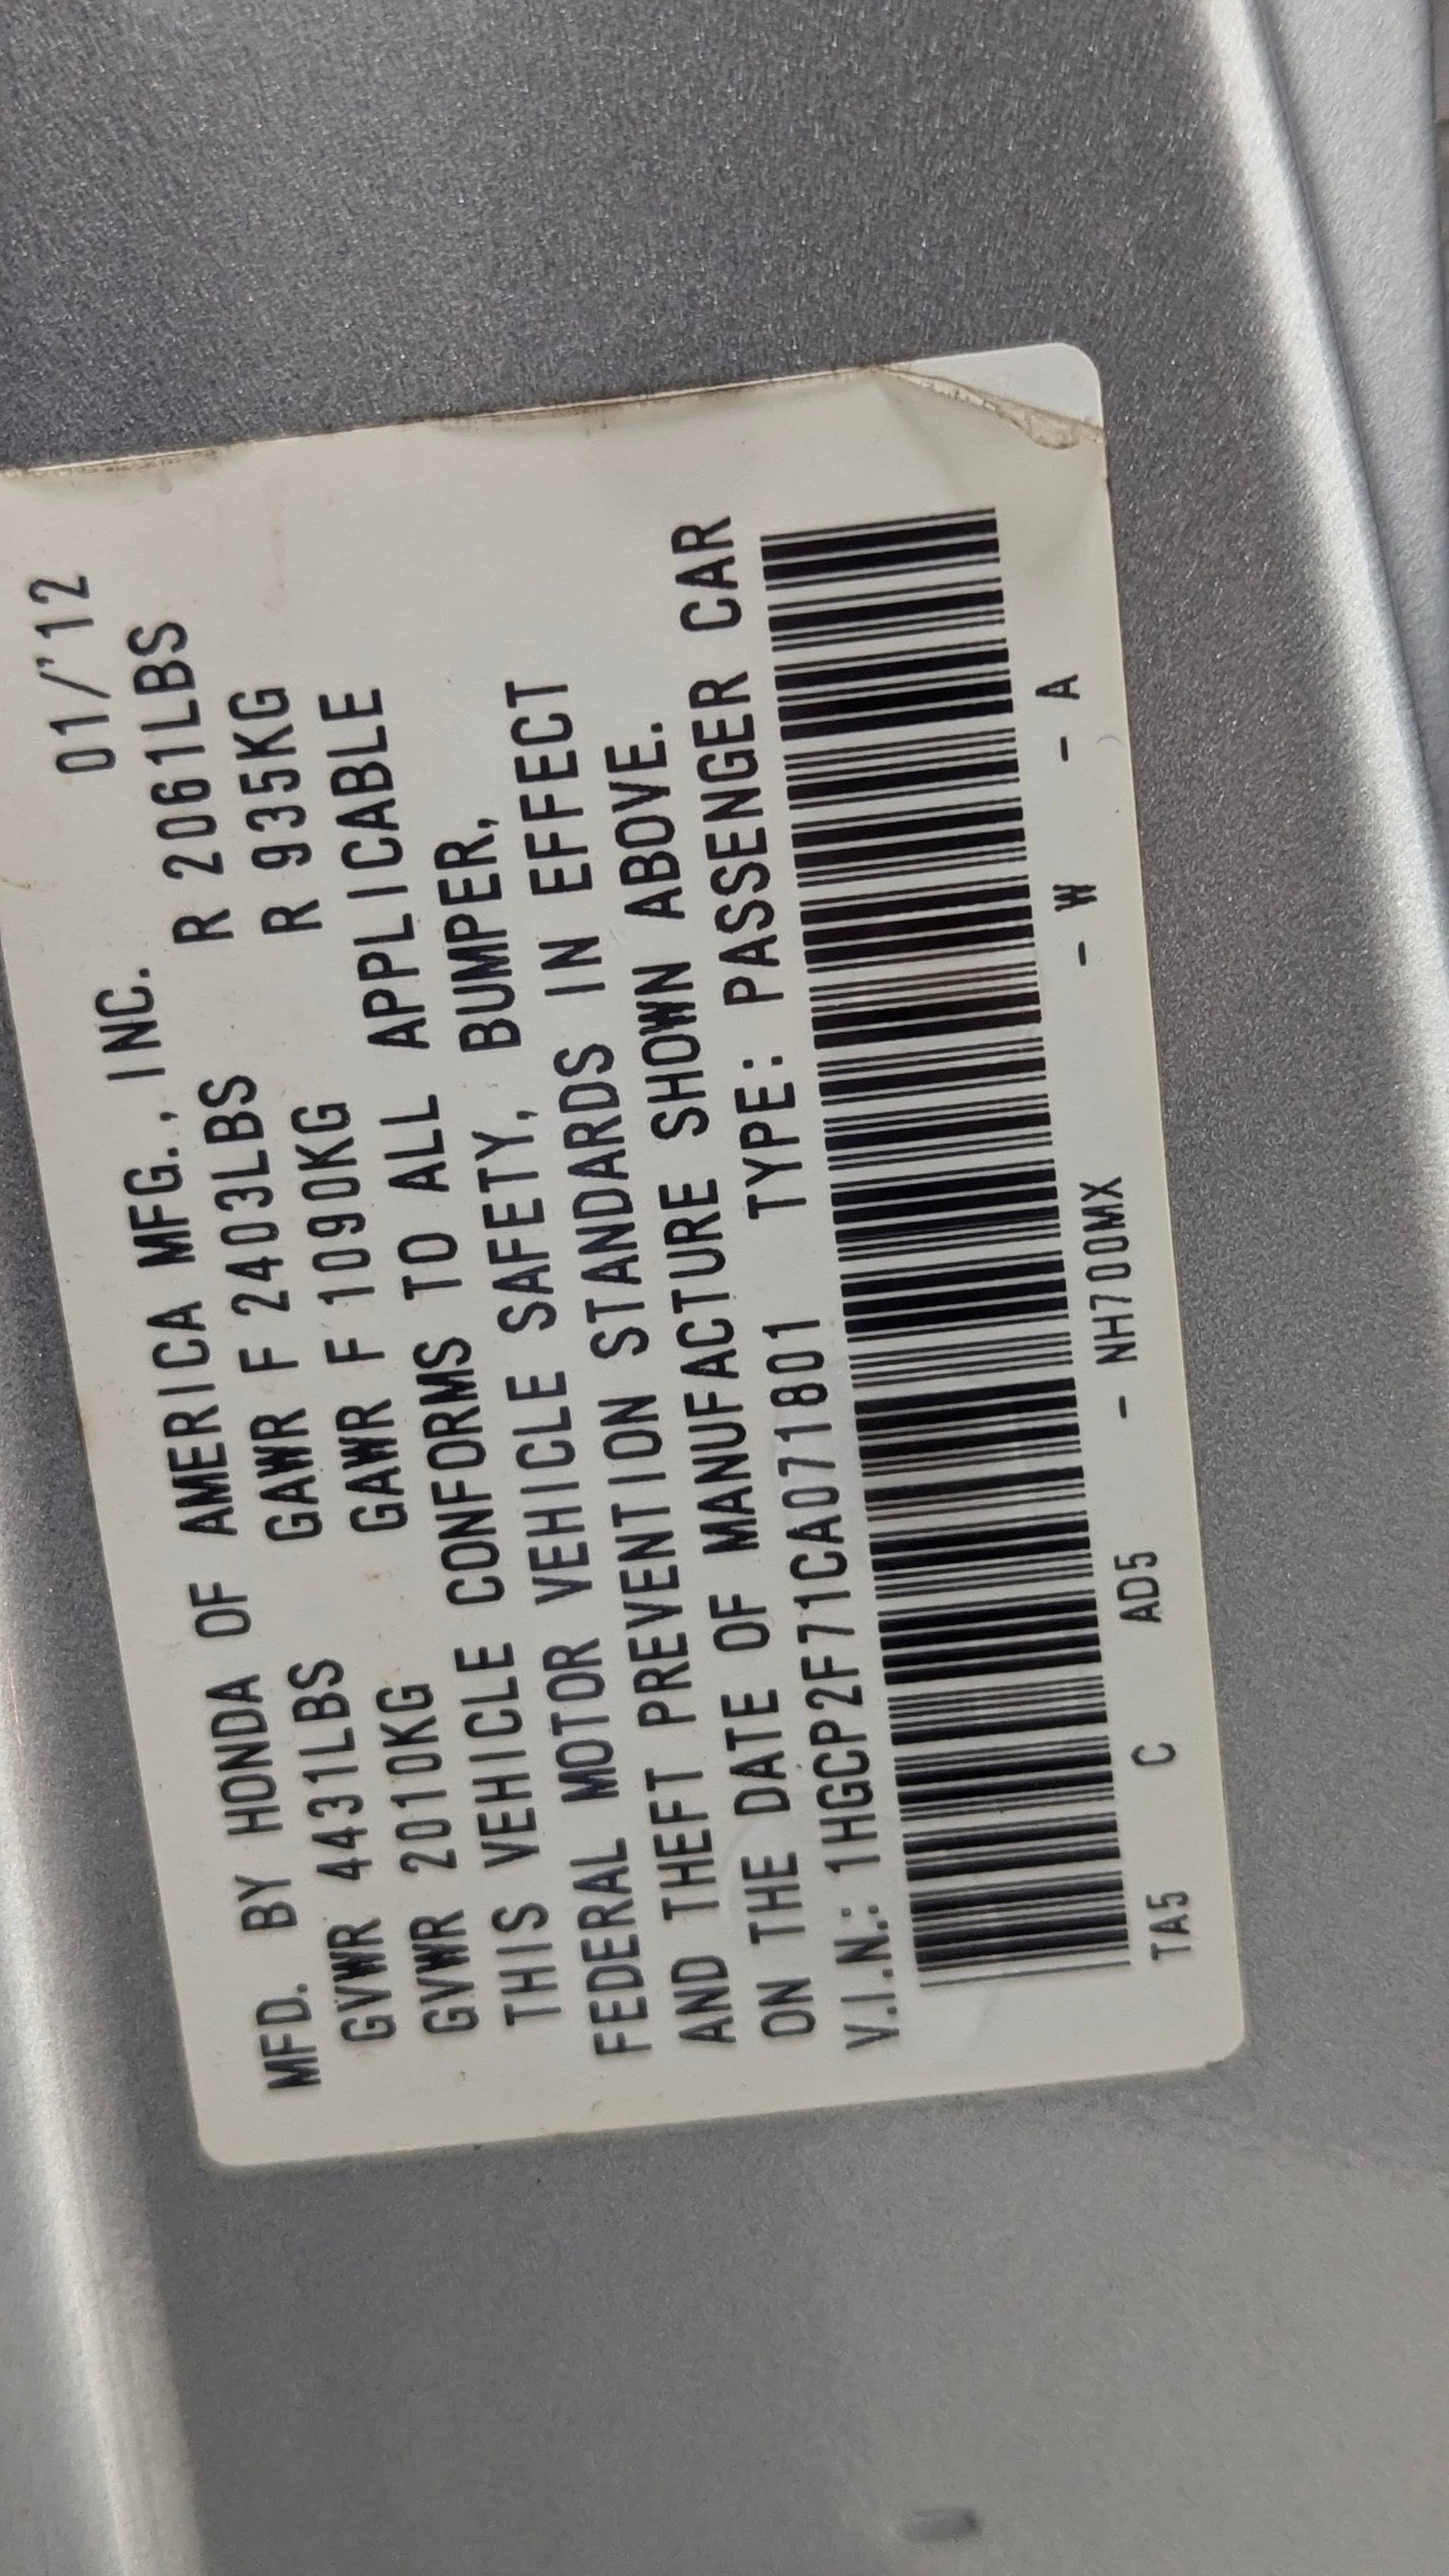 MFD. BY HONDA OF AMERICA MFG., INC. 01/'12
GVWR 4431LBS GAWR F 2403LBS R 2061LBS
GVWR 2010KG GAWR F 1090KG R 935KG
THIS VEHICLE CONFORMS TO ALL APPLICABLE
FEDERAL MOTOR VEHICLE SAFETY, BUMPER,
AND THEFT PREVENTION STANDARDS IN EFFECT
ON THE DATE OF MANUFACTURE SHOWN ABOVE.
V.I.N.: 1HGCP2F71CA071801 TYPE: PASSENGER CAR
TA5 C AD5 - NH700MX - W - A